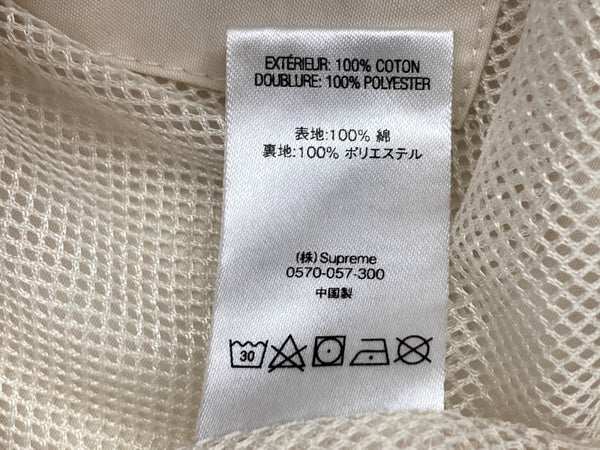 EXTÉRIEUR: 100% COTON
DOUBLURE: 100% POLYESTER
表地:100% 綿
裏地:100% ポリエステル
(株)Supreme
0570-057-300
中国製
30